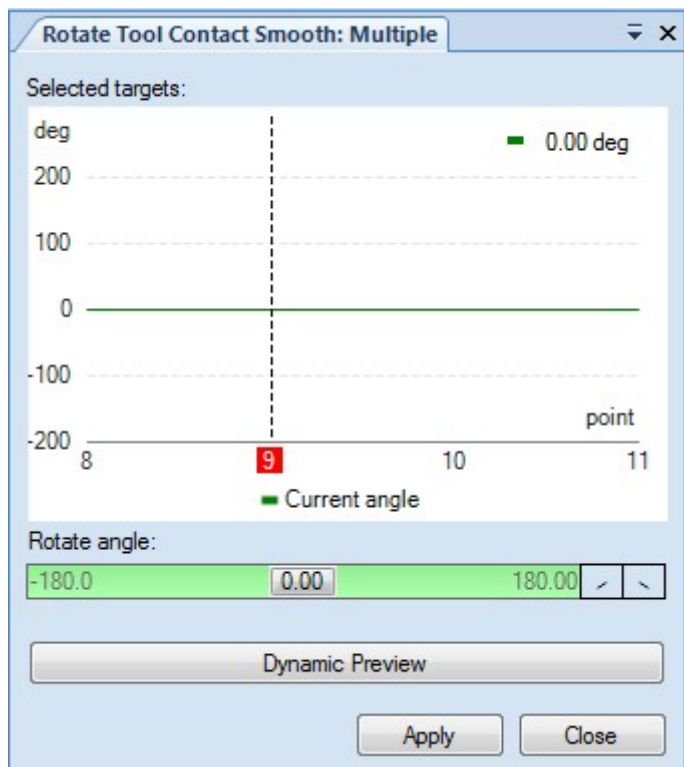 Rotate Tool Contact Smooth: Multiple
Selected targets:
deg
0.00 deg
200
100
0
-100
-200
point
8 9 10 11
Current angle
Rotate angle:
-180.0 0.00 180.00
Dynamic Preview
Apply Close